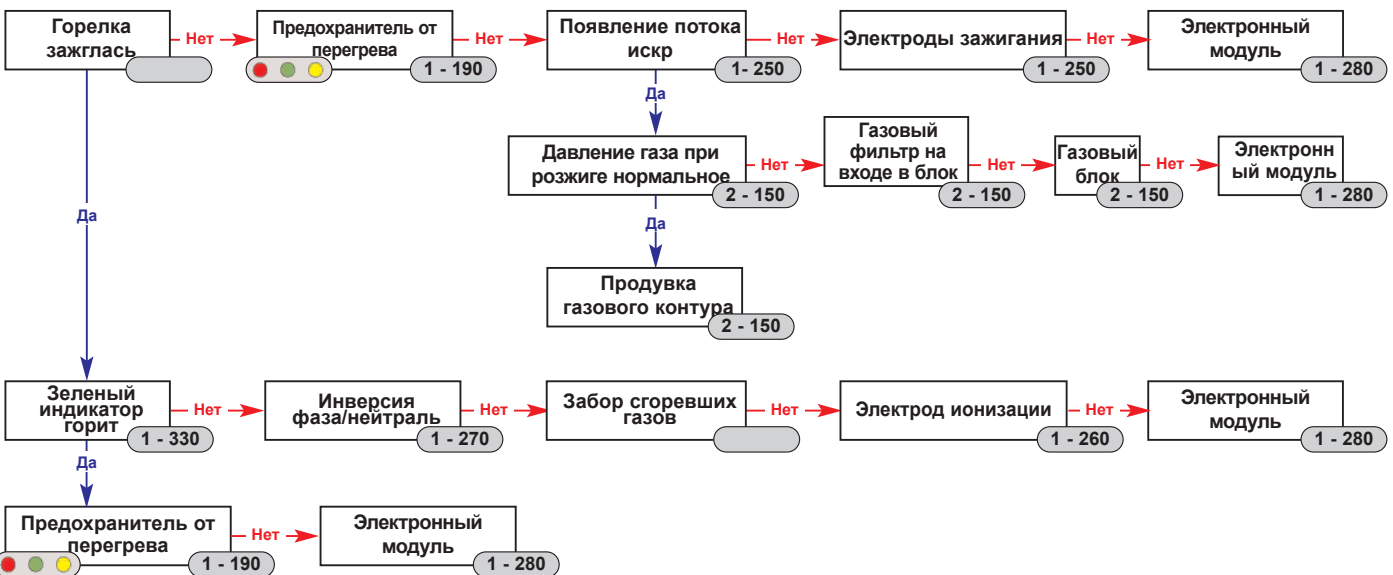 Горелка
зажглась
Нет
Предохранитель от
перегрева
1 - 190
Нет
Появление потока
искр
1- 250
Нет
Электроды зажигания
1 - 250
Нет
Электронный
модуль
1 - 280
Да
Давление газа при
розжиге нормальное
2 - 150
Нет
Газовый
фильтр на
входе в блок
2 - 150
Нет
Газовый
блок
2 - 150
Нет
Электронн
ый модуль
1 - 280
Да
Да
Продувка
газового контура
2 - 150
Зеленый
индикатор
горит
1 - 330
Нет
Инверсия
фаза/нейтраль
1 - 270
Нет
Забор сгоревших
газов
Нет
Электрод ионизации
1 - 260
Нет
Электронный
модуль
1 - 280
Да
Предохранитель от
перегрева
1 - 190
Нет
Электронный
модуль
1 - 280